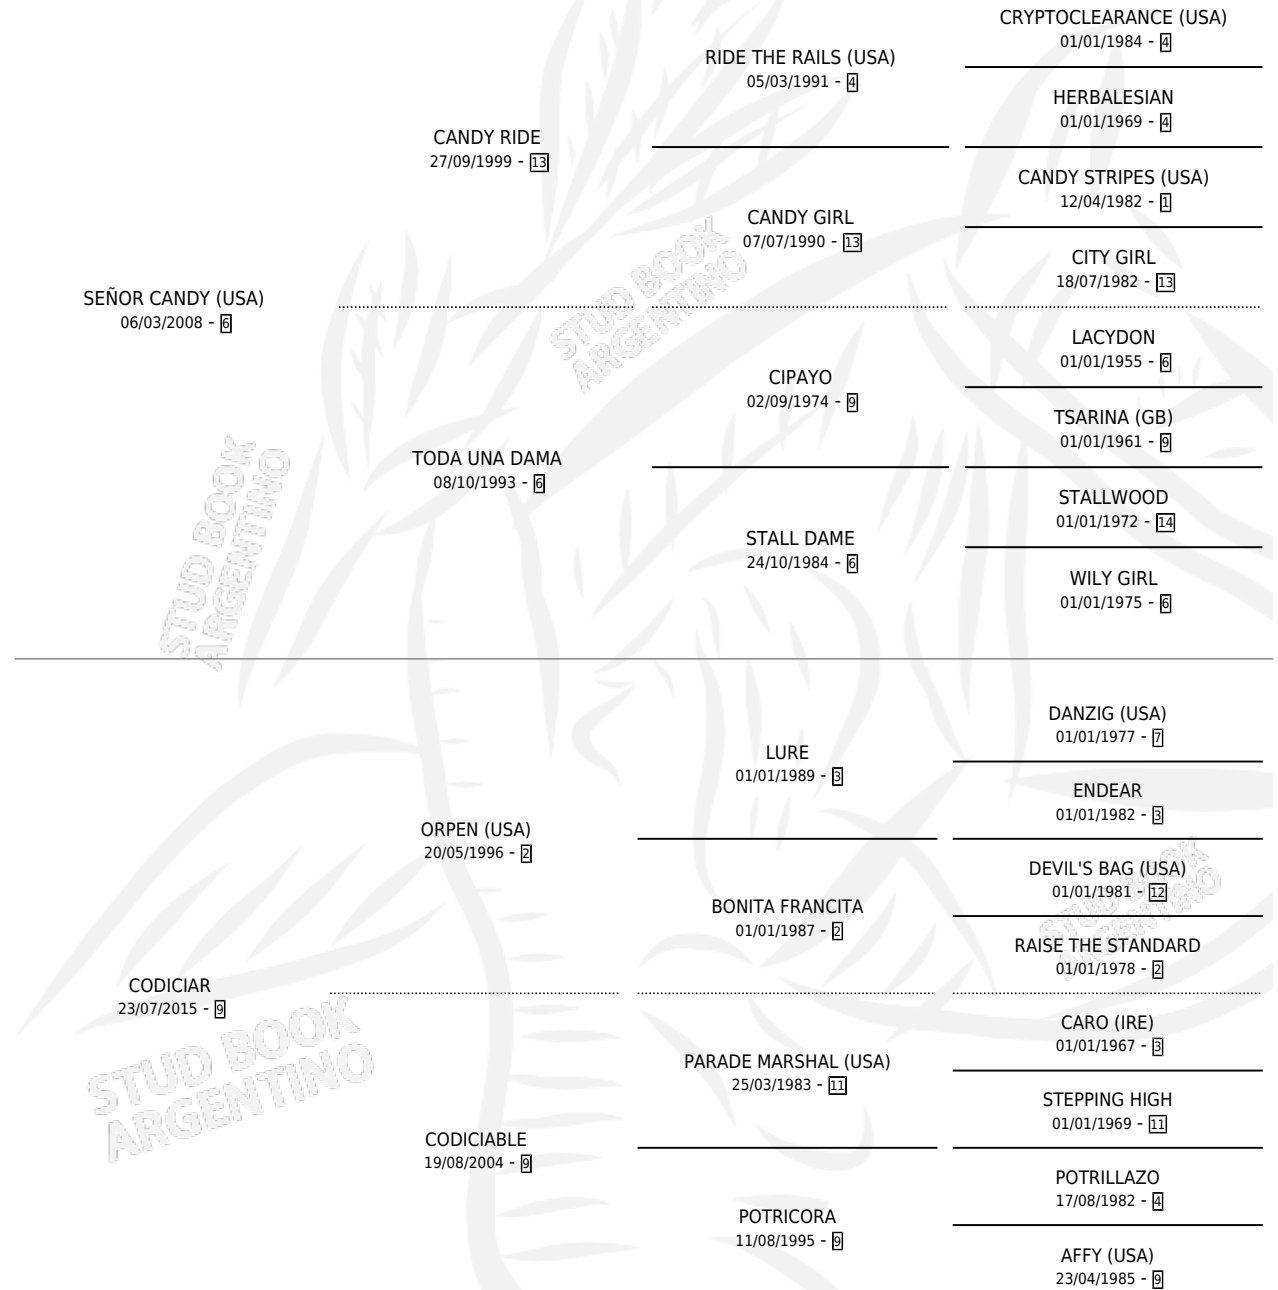 CRYPTOCLEARANCE (USA)
01/01/1984 - 4
RIDE THE RAILS (USA)
05/03/1991 - 4
HERBALESIAN
01/01/1969 - 4
CANDY RIDE
27/09/1999 - 13
CANDY STRIPES (USA)
12/04/1982 - 1
CANDY GIRL
07/07/1990 - 13
CITY GIRL
18/07/1982 - 13
SEÑOR CANDY (USA)
06/03/2008 - 6
LACYDON
01/01/1955 - 6
CIPAYO
02/09/1974 - 9
TSARINA (GB)
01/01/1961 - 9
TODA UNA DAMA
08/10/1993 - 6
STALLWOOD
01/01/1972 - 14
STALL DAME
24/10/1984 - 6
WILY GIRL
01/01/1975 - 6
DANZIG (USA)
01/01/1977 - 7
LURE
01/01/1989 - 3
ENDEAR
01/01/1982 - 3
ORPEN (USA)
20/05/1996 - 2
DEVIL'S BAG (USA)
01/01/1981 - 12
BONITA FRANCITA
01/01/1987 - 2
RAISE THE STANDARD
01/01/1978 - 2
CODICIAR
23/07/2015 - 9
CARO (IRE)
01/01/1967 - 3
PARADE MARSHAL (USA)
25/03/1983 - 11
STEPPING HIGH
01/01/1969 - 11
CODICIABLE
19/08/2004 - 9
POTRILLAZO
17/08/1982 - 4
POTRICORA
11/08/1995 - 9
AFFY (USA)
23/04/1985 - 9
STUD BOOK
ARGENTINO
STUD BOOK
ARGENTINO
STUD BOOK
ARGENTINO
STUD BOOK
ARGENTINO